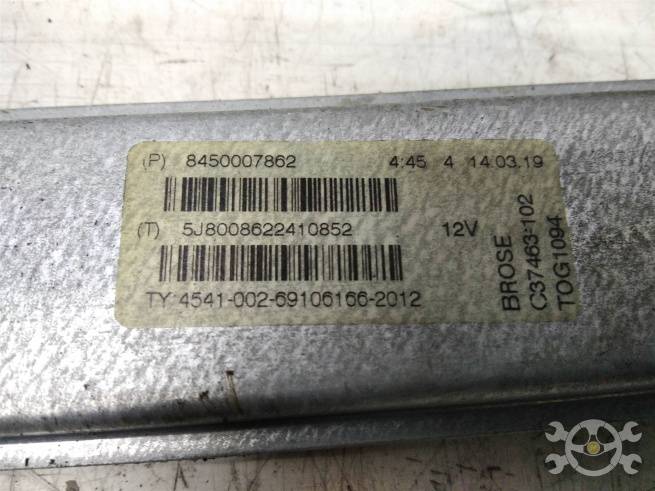 (P) 8450007862 4:45 4 14.03.19
(T) 5J8008622410852 12V
TY 4541-002-69106166-2012
BROSE
C37463-102
TOG1094